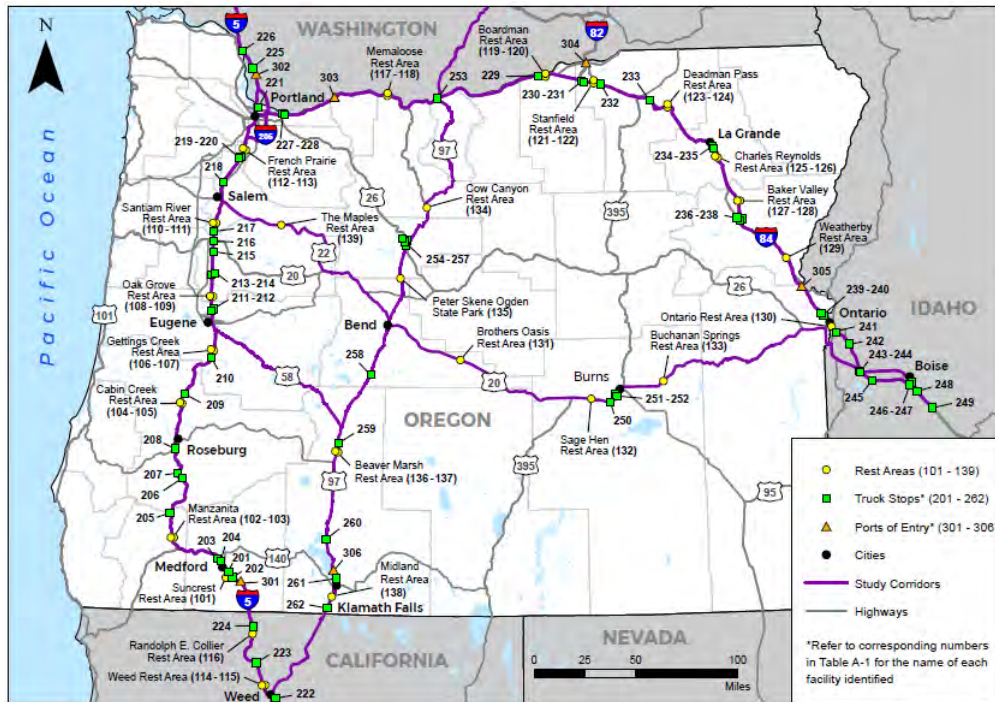 N
5
WASHINGTON
82
226
225
302
221
Portland
303
Memaloose
Rest Area
(117-118)
253
Boardman
Rest Area
(119-120)
229
304
230 - 231
Stanfield
Rest Area
(121-122)
232
233
Deadman Pass
Rest Area
(123-124)
La Grande
234-235
Charles Reynolds
Rest Area
(125-126)
Baker Valley
Rest Area
(127-128)
236-238
84
Weatherby
Rest Area
(129)
305
205
227 - 228
219 - 220
French Prairie
Rest Area
(112-113)
218
Salem
97
26
Cow Canyon
Rest Area
(134)
395
Santiam River
Rest Area
(110-111)
The Maples
Rest Area
(139)
22
217
216
215
20
213 - 214
254 - 257
Oak Grove
Rest Area
(108-109)
211-212
Peter Skene Ogden
State Park (135)
26
239-240
Ontario
IDAHO
Ontario Rest Area (130)
241
242
Pacific Ocean
101
Eugene
Bend
Brothers Oasis
Rest Area (131)
Buchanan Springs
Rest Area
(133)
243 - 244
Boise
Gettings Creek
Rest Area
(106-107)
258
210
58
20
Burns
251 - 252
245
246 - 247
248
249
Cabin Creek
Rest Area
(104-105)
209
OREGON
250
Sage Hen
Rest Area
(132)
208
Roseburg
259
Beaver Marsh
Rest Area
(136-137)
207
206
97
395
95
205
Manzanita
Rest Area (102-103)
260
203
204
201
202
140
306
Midland
Rest Area
(138)
Medford
Suncrest
Rest Area
(101)
301
5
261
262
Klamath Falls
224
Randolph E. Collier
Rest Area
(116)
223
CALIFORNIA
NEVADA
Weed Rest Area (114-115)
Weed
222
0
25
50
100
Miles
Rest Areas (101 - 139)
Truck Stops* (201 - 262)
Ports of Entry* (301 - 306)
Cities
Study Corridors
Highways
*Refer to corresponding numbers
in Table A-1 for the name of each
facility identified